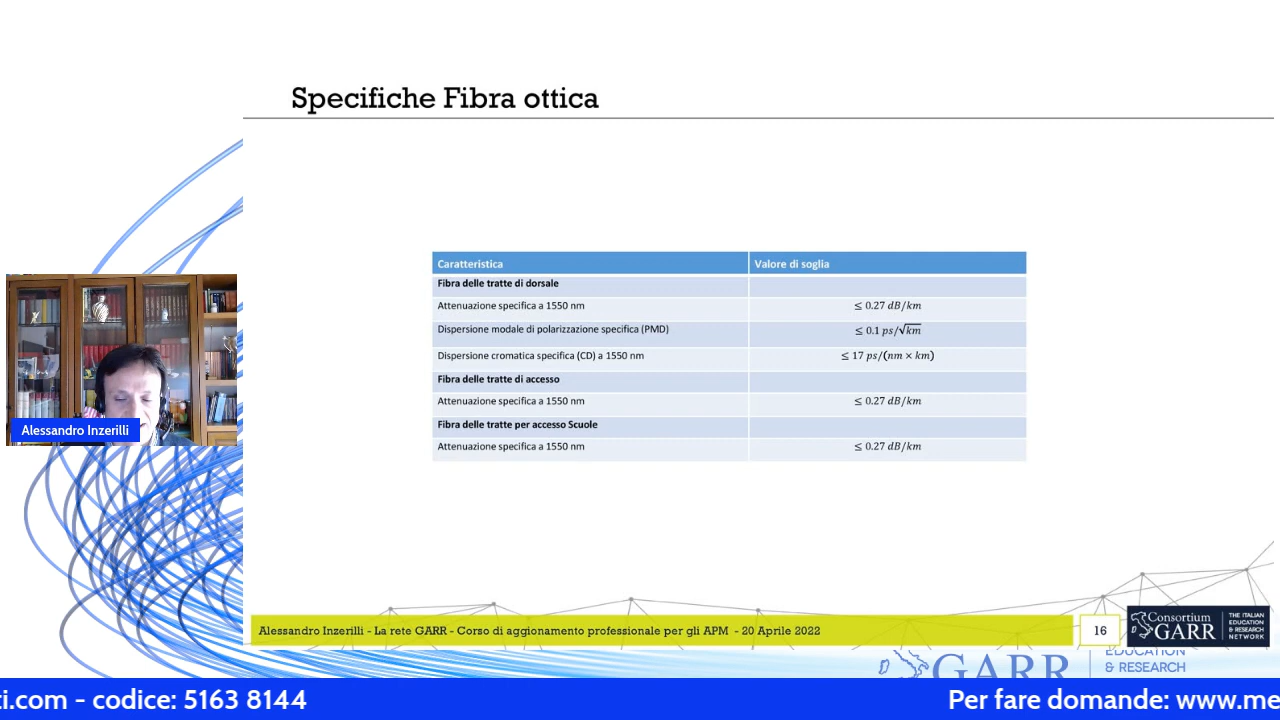 Specifiche Fibra ottica
Caratteristica Valore di soglia
Fibra delle tratte di dorsale
Attenuazione specifica a 1550 nm ≤ 0.27 dB/km
Dispersione modale di polarizzazione specifica (PMD) ≤ 0.1 ps/√km
Dispersione cromatica specifica (CD) a 1550 nm ≤ 17 ps/(nm × km)
Fibra delle tratte di accesso
Attenuazione specifica a 1550 nm ≤ 0.27 dB/km
Fibra delle tratte per accesso Scuole
Attenuazione specifica a 1550 nm ≤ 0.27 dB/km
Alessandro Inzerilli
Alessandro Inzerilli - La rete GARR - Corso di aggionamento professionale per gli APM - 20 Aprile 2022
16
Consortium
GARR
THE ITALIAN
EDUCATION
& RESEARCH
NETWORK
GARR
EDUCATION
& RESEARCH
ti.com - codice: 5163 8144 Per fare domande: www.me